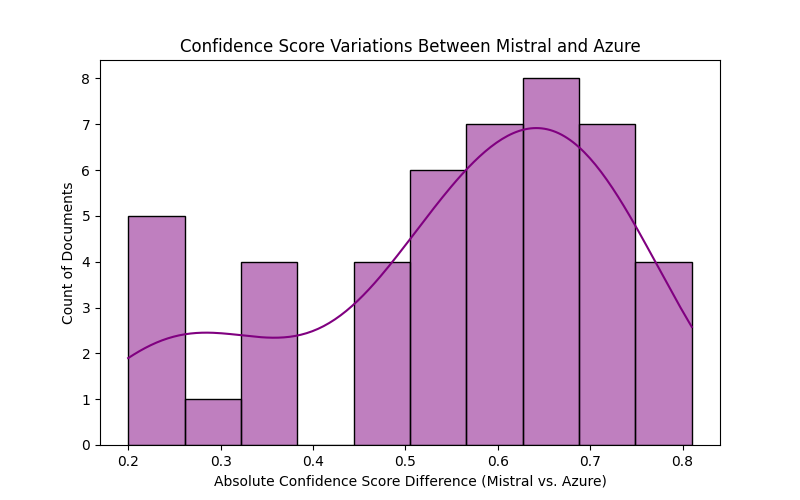 Confidence Score Variations Between Mistral and Azure
8
7
6
5
4
3
2
1
0
Count of Documents
0.2 0.3 0.4 0.5 0.6 0.7 0.8
Absolute Confidence Score Difference (Mistral vs. Azure)